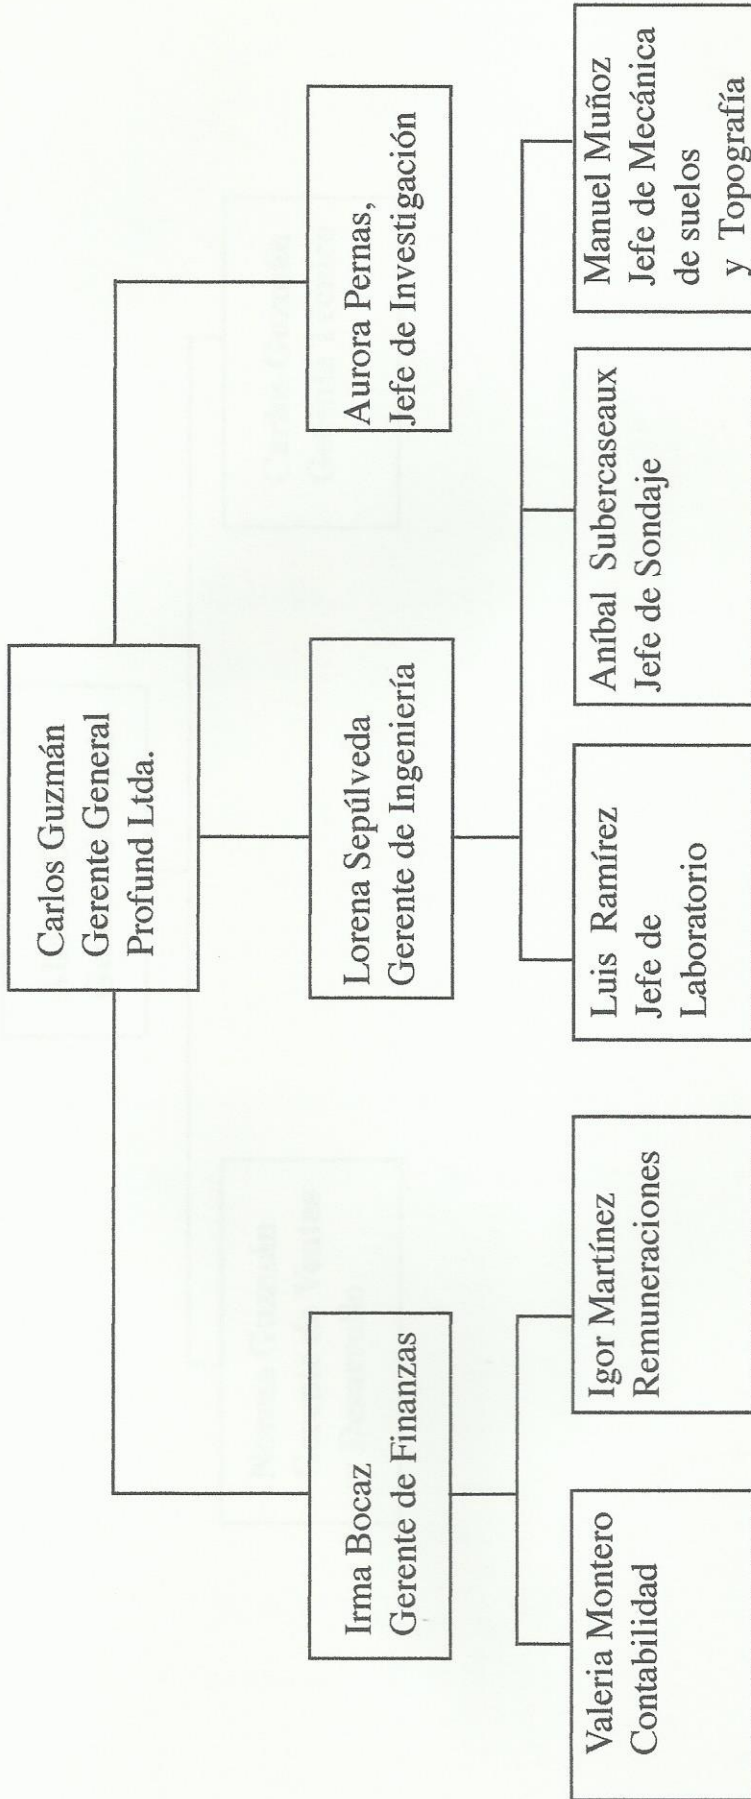 Carlos Guzmán
Gerente General
Profund Ltda.
Irma Bocaz
Gerente de Finanzas
Lorena Sepúlveda
Gerente de Ingeniería
Aurora Pernas,
Jefe de Investigación
Valeria Montero
Contabilidad
Igor Martínez
Remuneraciones
Luis Ramírez
Jefe de
Laboratorio
Aníbal Subercaseaux
Jefe de Sondaje
Manuel Muñoz
Jefe de Mecánica
de suelos
y Topografía